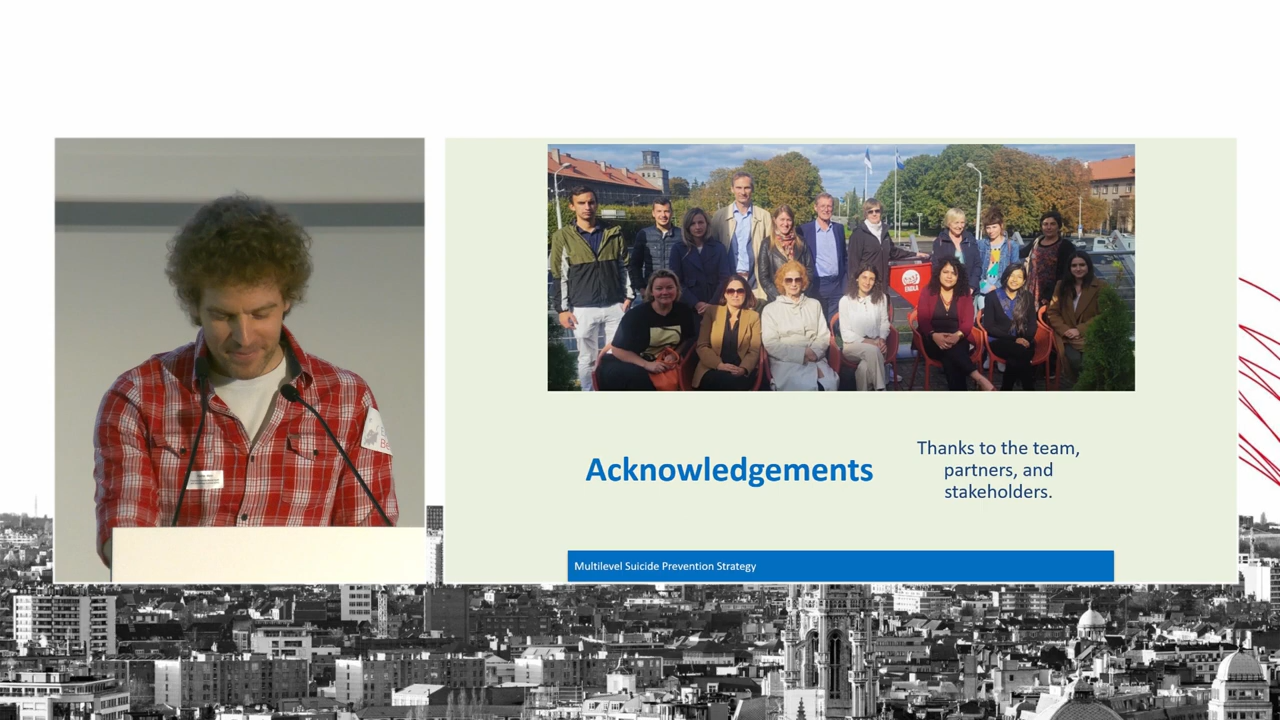 Acknowledgements
Thanks to the team,
partners, and
stakeholders.
Multilevel Suicide Prevention Strategy